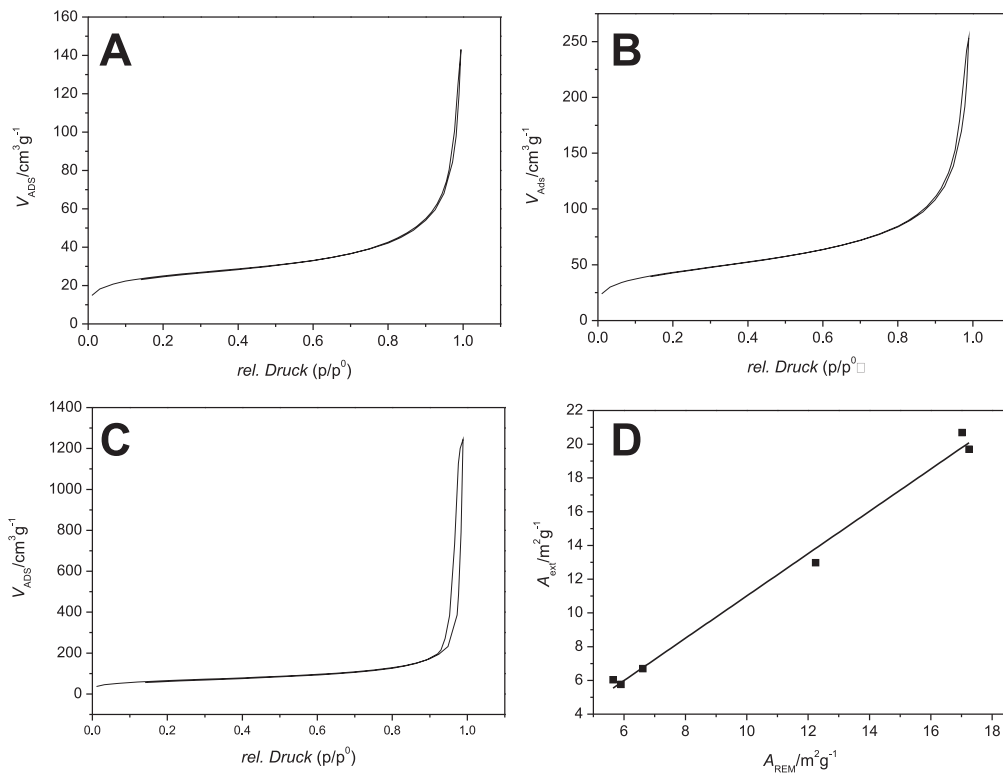 A
160
140
120
100
80
60
40
20
0
V_ADS/cm³g⁻¹
0.0 0.2 0.4 0.6 0.8 1.0
rel. Druck (p/p⁰)
B
250
200
150
100
50
0
V_Ads/cm³g⁻¹
0.0 0.2 0.4 0.6 0.8 1.0
rel. Druck (p/p⁰□
C
1400
1200
1000
800
600
400
200
0
V_ADS/cm³g⁻¹
0.0 0.2 0.4 0.6 0.8 1.0
rel. Druck (p/p⁰)
D
22
20
18
16
14
12
10
8
6
4
A_ext/m²g⁻¹
6 8 10 12 14 16 18
A_REM/m²g⁻¹